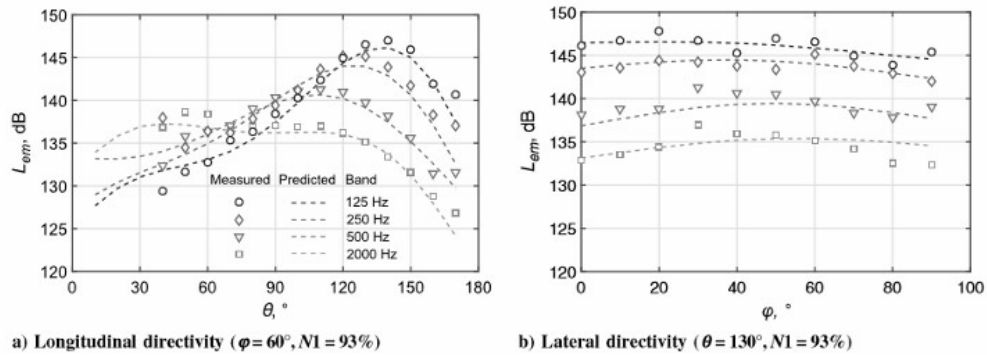 150
145
140
135
130
125
120
L_em, dB
Measured Predicted Band
125 Hz
250 Hz
500 Hz
2000 Hz
0 30 60 90 120 150 180
θ, °
a) Longitudinal directivity (φ = 60°, N1 = 93%)
150
145
140
135
130
125
120
L_em, dB
0 20 40 60 80 100
φ, °
b) Lateral directivity (θ = 130°, N1 = 93%)